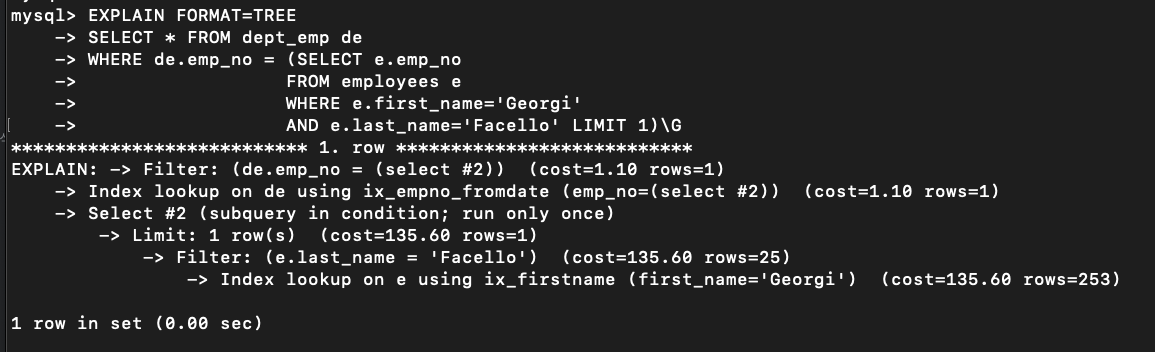 mysql> EXPLAIN FORMAT=TREE
    -> SELECT * FROM dept_emp de
    -> WHERE de.emp_no = (SELECT e.emp_no
    ->                   FROM employees e
    ->                   WHERE e.first_name='Georgi'
    ->                   AND e.last_name='Facello' LIMIT 1)\G
*************************** 1. row ***************************
EXPLAIN: -> Filter: (de.emp_no = (select #2))  (cost=1.10 rows=1)
    -> Index lookup on de using ix_empno_fromdate (emp_no=(select #2))  (cost=1.10 rows=1)
    -> Select #2 (subquery in condition; run only once)
        -> Limit: 1 row(s)  (cost=135.60 rows=1)
            -> Filter: (e.last_name = 'Facello')  (cost=135.60 rows=25)
                -> Index lookup on e using ix_firstname (first_name='Georgi')  (cost=135.60 rows=253)

1 row in set (0.00 sec)